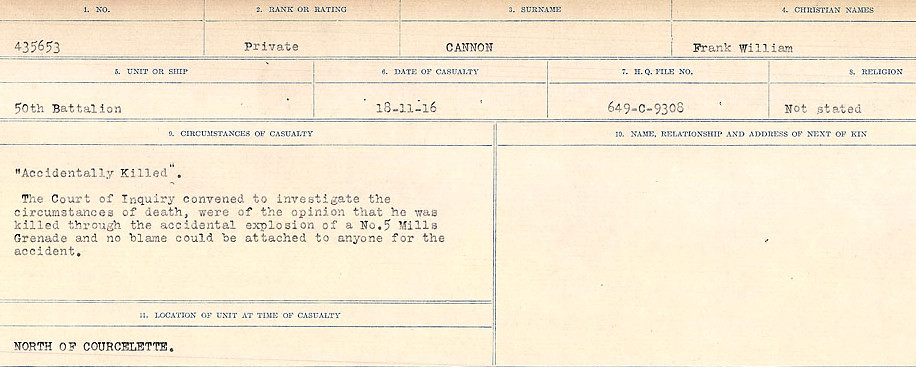 1. NO. 2. RANK OR RATING 3. SURNAME 4. CHRISTIAN NAMES
435653 Private CANNON Frank William
5. UNIT OR SHIP 6. DATE OF CASUALTY 7. H.Q. FILE NO. 8. RELIGION
50th Battalion 18-11-16 649-C-9308 Not stated
9. CIRCUMSTANCES OF CASUALTY
"Accidentally Killed".
The Court of Inquiry convened to investigate the
circumstances of death, were of the opinion that he was
killed through the accidental explosion of a No.5 Mills
Grenade and no blame could be attached to anyone for the
accident.
10. NAME, RELATIONSHIP AND ADDRESS OF NEXT OF KIN
11. LOCATION OF UNIT AT TIME OF CASUALTY
NORTH OF COURCELETTE.